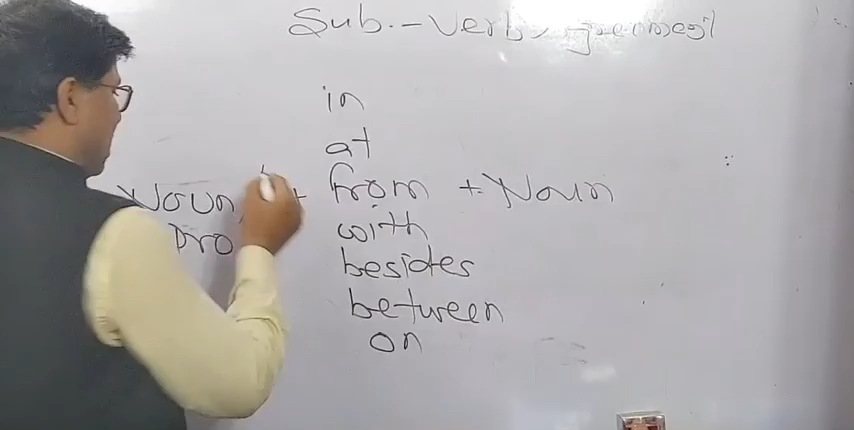 Sub. - Verb
in
at
Noun + from + Noun
Pro with
besides
between
on